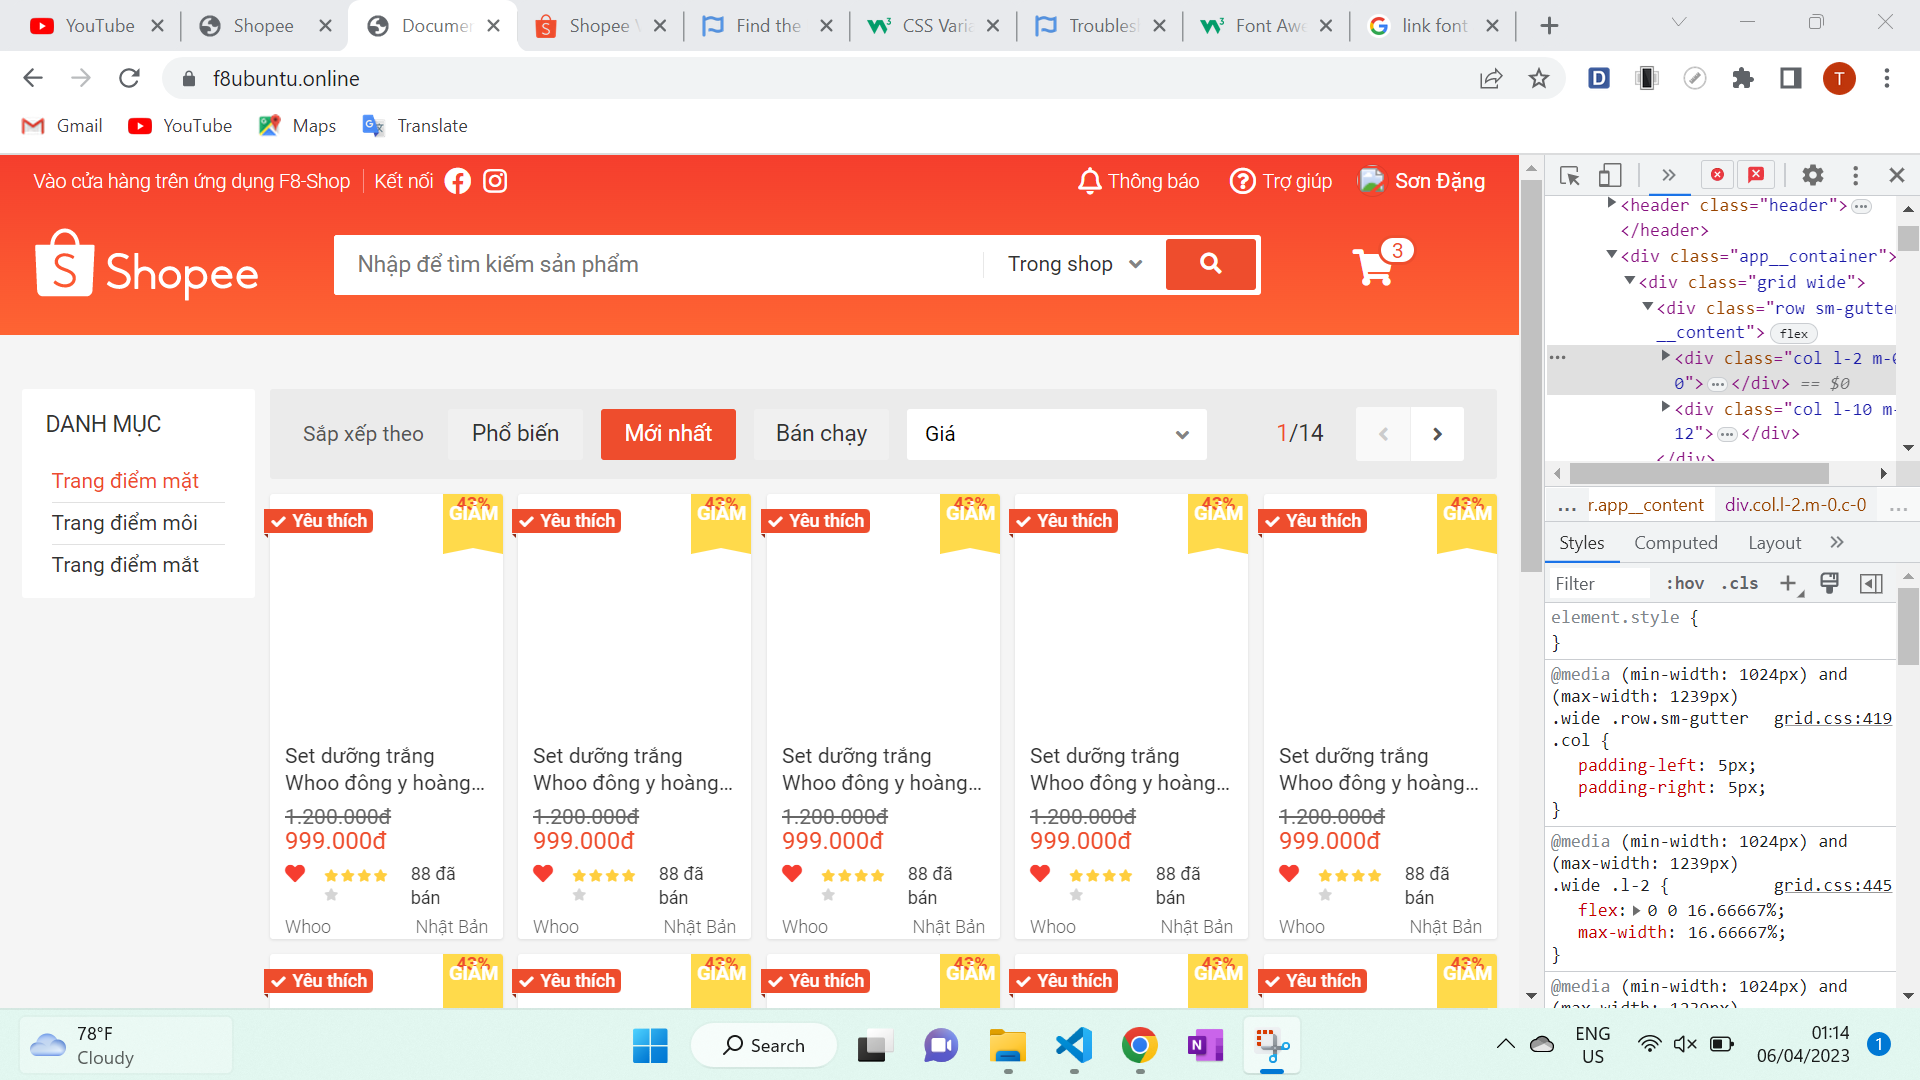 YouTube
Shopee
Documen
Shopee V
Find the
CSS Varia
Troubles
Font Awe
link font
f8ubuntu.online
D
T
Gmail
YouTube
Maps
Translate
Vào cửa hàng trên ứng dụng F8-Shop
Kết nối
Thông báo
Trợ giúp
Sơn Đặng
Shopee
Nhập để tìm kiếm sản phẩm
Trong shop
3
DANH MỤC
Trang điểm mặt
Trang điểm môi
Trang điểm mắt
Sắp xếp theo
Phổ biến
Mới nhất
Bán chạy
Giá
1/14
Yêu thích 43% GIẢM
Yêu thích 43% GIẢM
Yêu thích 43% GIẢM
Yêu thích 43% GIẢM
Yêu thích 43% GIẢM
Set dưỡng trắng
Whoo đông y hoàng...
1.200.000đ
999.000đ
88 đã
bán
Whoo Nhật Bản
Set dưỡng trắng
Whoo đông y hoàng...
1.200.000đ
999.000đ
88 đã
bán
Whoo Nhật Bản
Set dưỡng trắng
Whoo đông y hoàng...
1.200.000đ
999.000đ
88 đã
bán
Whoo Nhật Bản
Set dưỡng trắng
Whoo đông y hoàng...
1.200.000đ
999.000đ
88 đã
bán
Whoo Nhật Bản
Set dưỡng trắng
Whoo đông y hoàng...
1.200.000đ
999.000đ
88 đã
bán
Whoo Nhật Bản
Yêu thích 43% GIẢM
Yêu thích 43% GIẢM
Yêu thích 43% GIẢM
Yêu thích 43% GIẢM
Yêu thích 43% GIẢM
<header class="header">…
</header>
<div class="app__container">
<div class="grid wide">
<div class="row sm-gutter
__content"> flex
<div class="col l-2 m-0
0">…</div> == $0
<div class="col l-10 m-
12">…</div>
</div>
... r.app__content div.col.l-2.m-0.c-0 ...
Styles Computed Layout
Filter :hov .cls
element.style {
}
@media (min-width: 1024px) and
(max-width: 1239px)
.wide .row.sm-gutter grid.css:419
.col {
padding-left: 5px;
padding-right: 5px;
}
@media (min-width: 1024px) and
(max-width: 1239px)
.wide .l-2 { grid.css:445
flex: 0 0 16.66667%;
max-width: 16.66667%;
}
@media (min-width: 1024px) and
(max-width: 1239px)
78°F
Cloudy
Search
N
ENG
US
01:14
06/04/2023
1